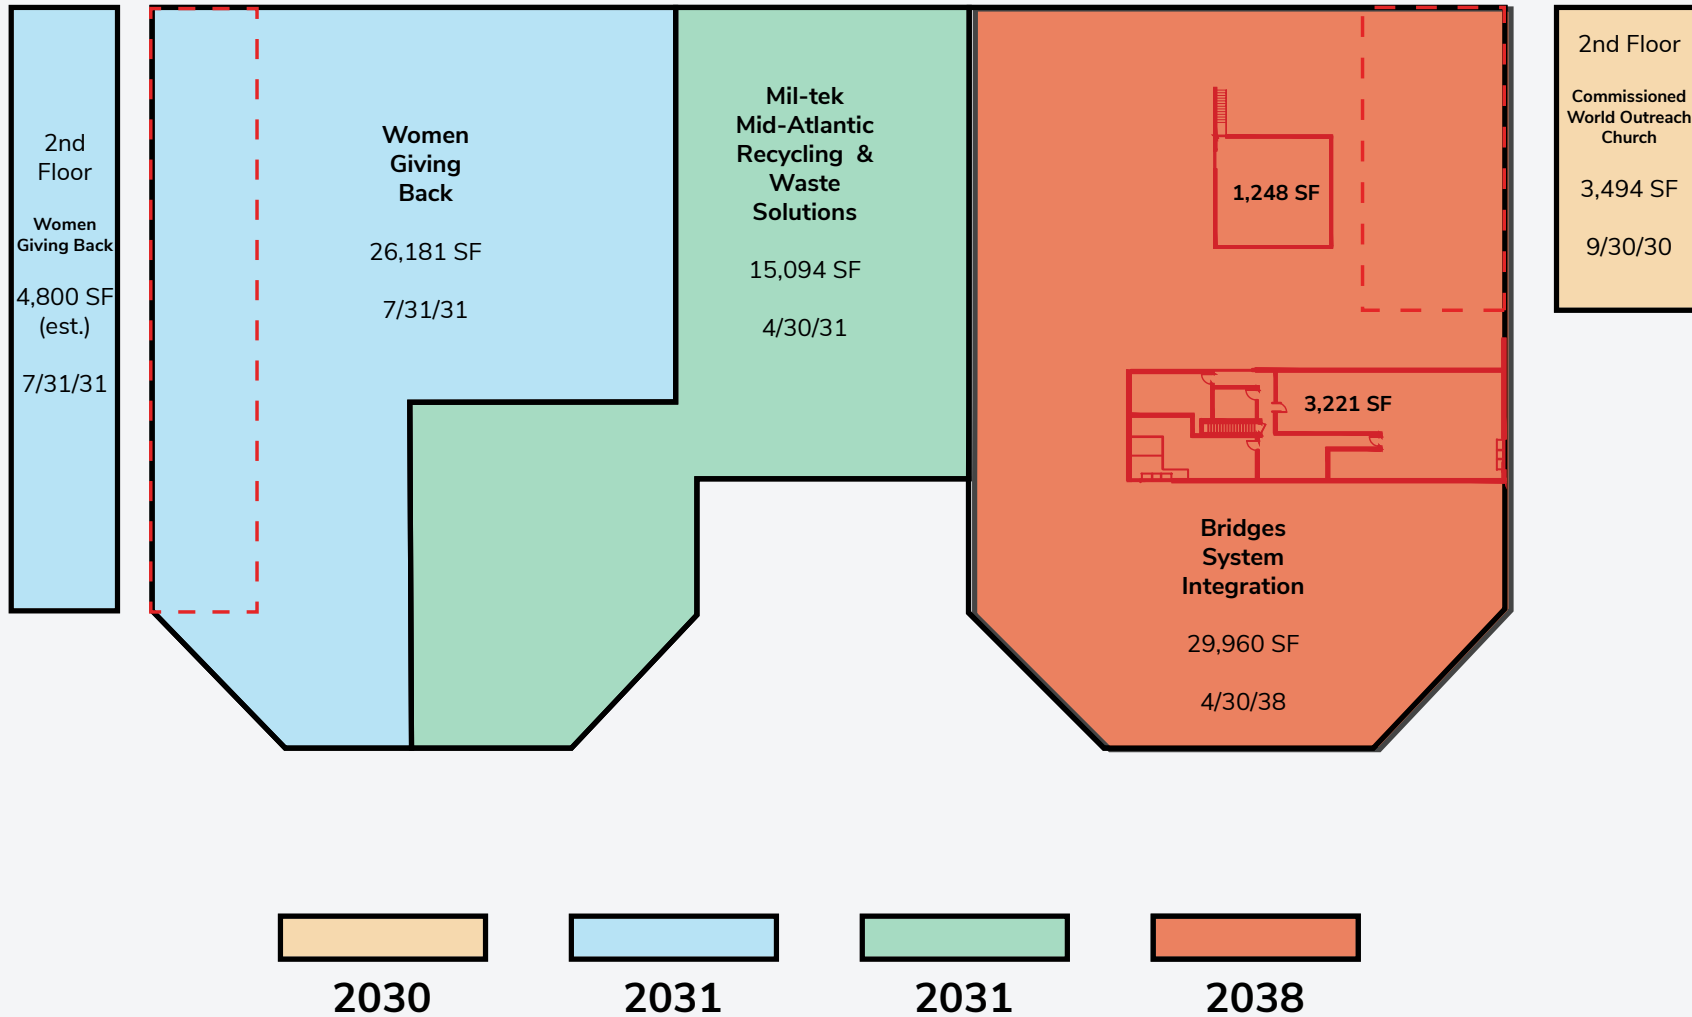 2nd
Floor
Women
Giving Back
4,800 SF
(est.)
7/31/31
Women
Giving
Back
26,181 SF
7/31/31
Mil-tek
Mid-Atlantic
Recycling &
Waste
Solutions
15,094 SF
4/30/31
1,248 SF
3,221 SF
Bridges
System
Integration
29,960 SF
4/30/38
2nd Floor
Commissioned
World Outreach
Church
3,494 SF
9/30/30
2030
2031
2031
2038